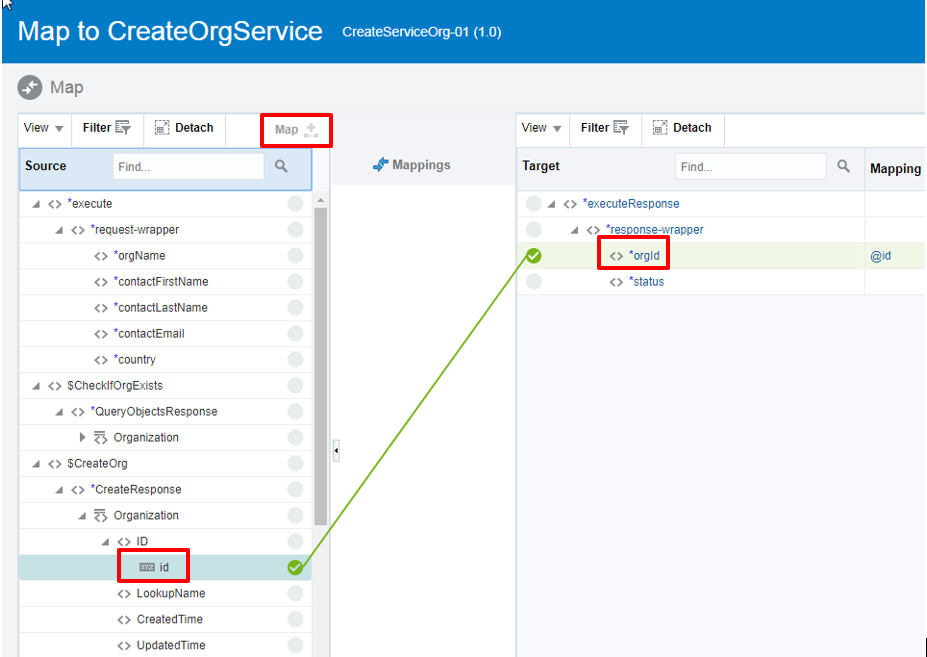 Map to CreateOrgService CreateServiceOrg-01 (1.0)
Map
View Filter Detach Map
Source Find...
*execute
*request-wrapper
*orgName
*contactFirstName
*contactLastName
*contactEmail
*country
$CheckIfOrgExists
*QueryObjectsResponse
Organization
$CreateOrg
*CreateResponse
Organization
ID
id
LookupName
CreatedTime
UpdatedTime
Mappings
View Filter Detach
Target Find... Mapping
*executeResponse
*response-wrapper
*orgId @id
*status